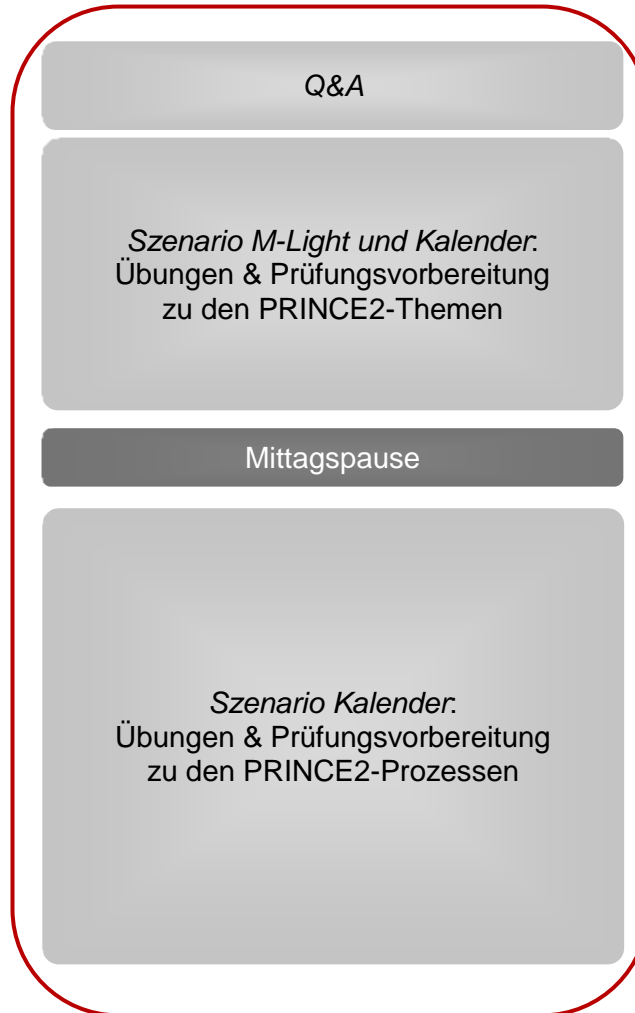 Q&A
Szenario M-Light und Kalender:
Übungen & Prüfungsvorbereitung
zu den PRINCE2-Themen
Mittagspause
Szenario Kalender:
Übungen & Prüfungsvorbereitung
zu den PRINCE2-Prozessen